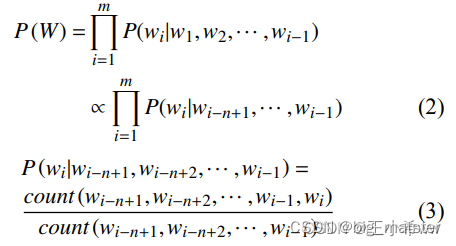 P(W) = ∏_{i=1}^{m} P(w_i|w_1, w_2, ⋯, w_{i−1})
∝ ∏_{i=1}^{m} P(w_i|w_{i−n+1}, ⋯, w_{i−1}) (2)
P(w_i|w_{i−n+1}, w_{i−n+2}, ⋯, w_{i−1}) =
count(w_{i−n+1}, w_{i−n+2}, ⋯, w_{i−1}, w_i)
count(w_{i−n+1}, w_{i−n+2}, ⋯, w_{i−1}) (3)
CSDN @